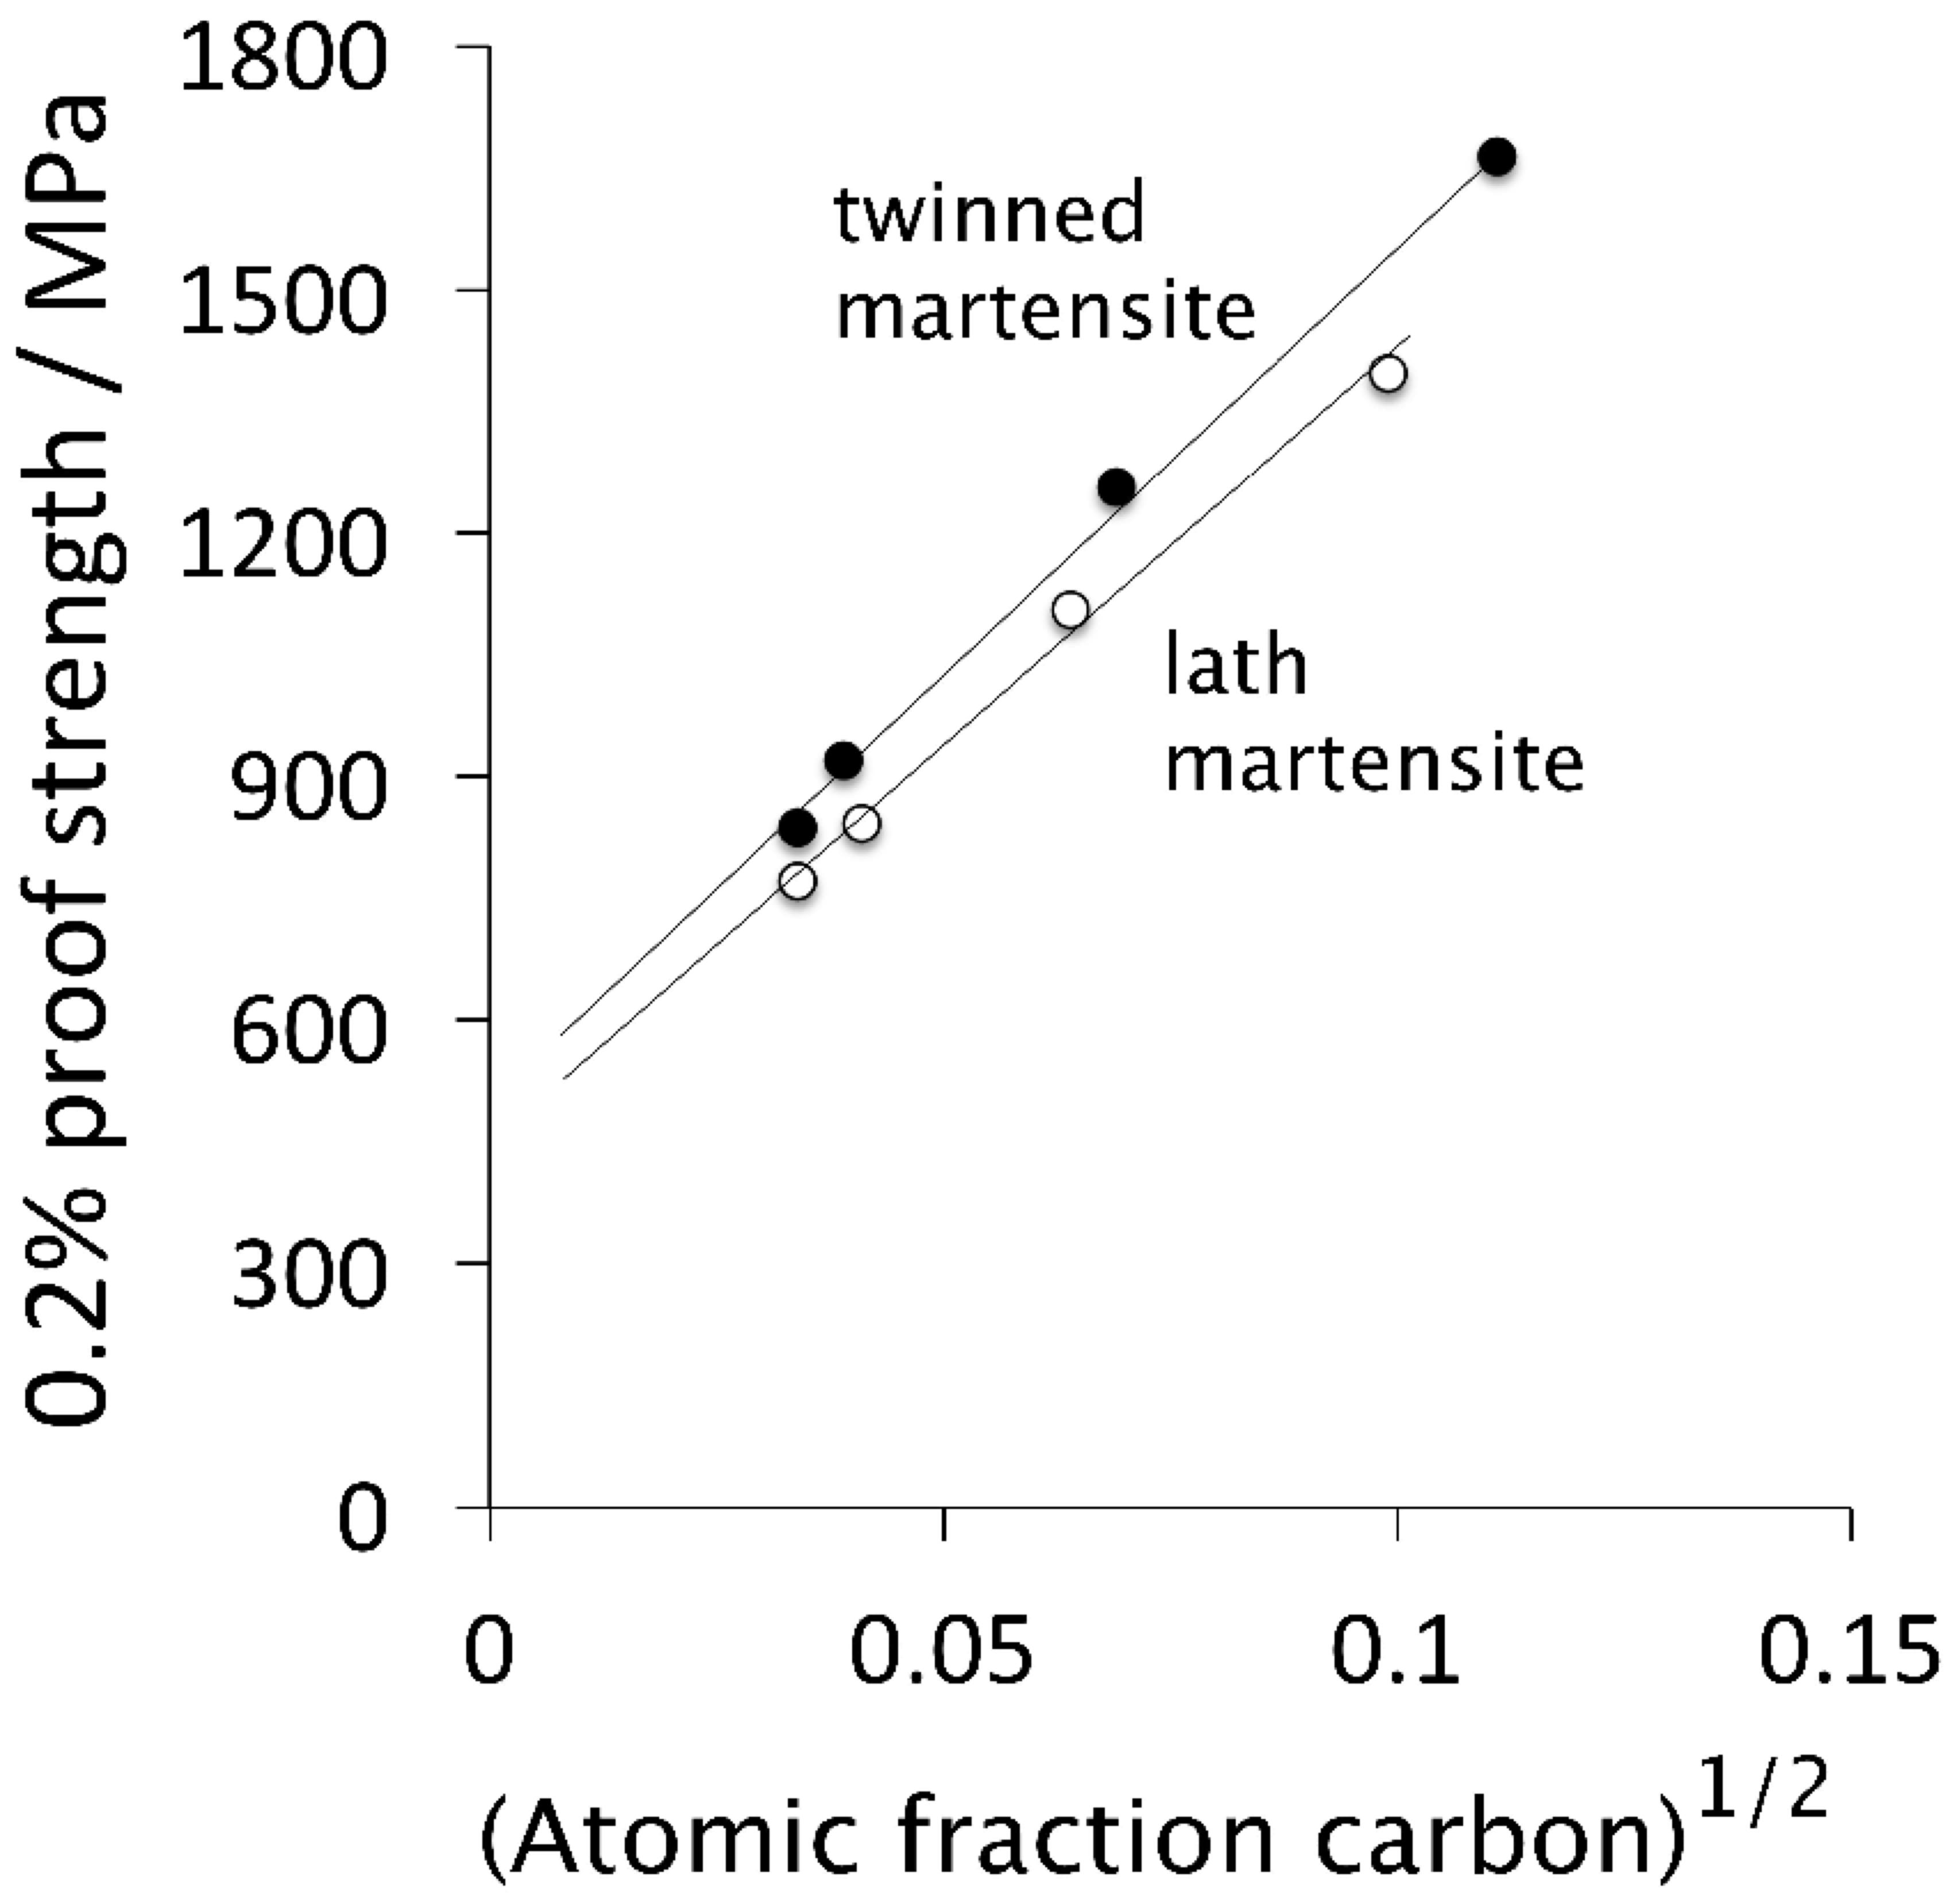 0.2% proof strength / MPa
1800
1500
1200
900
600
300
0
twinned
martensite
lath
martensite
0 0.05 0.1 0.15
(Atomic fraction carbon)1/2